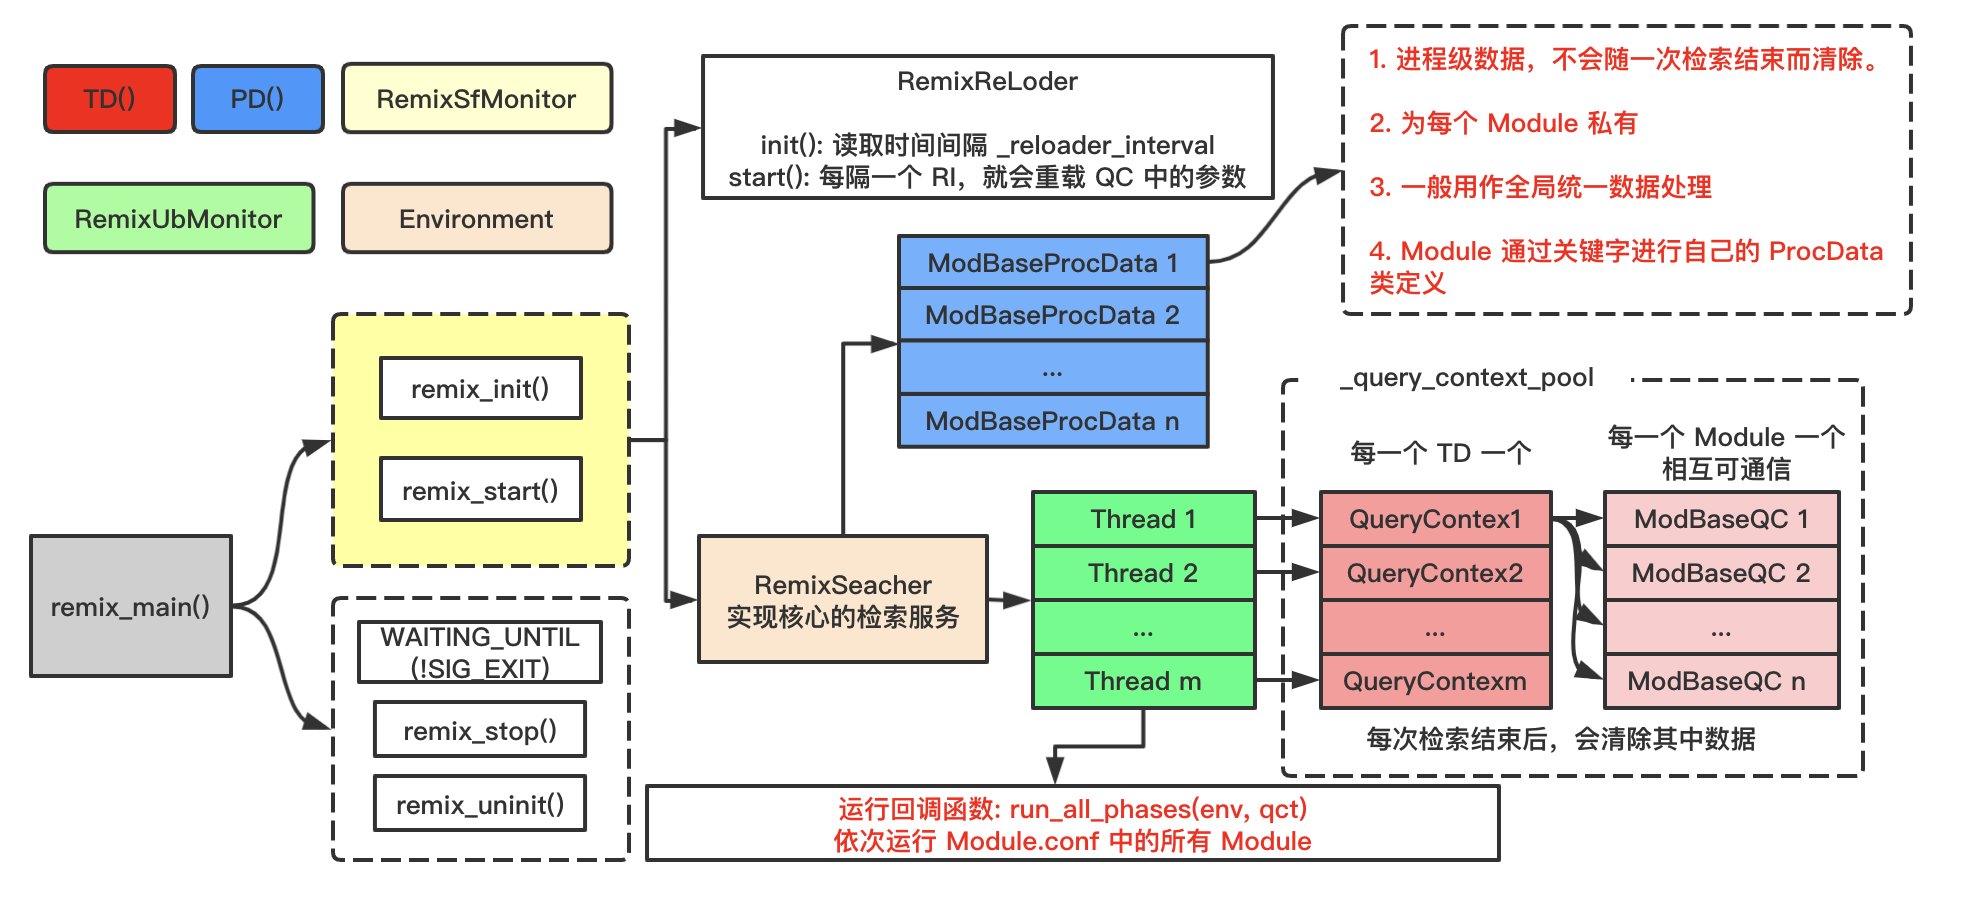 TD()
PD()
RemixSfMonitor
RemixUbMonitor
Environment
remix_main()
remix_init()
remix_start()
WAITING_UNTIL
(!SIG_EXIT)
remix_stop()
remix_uninit()
RemixReLoder
init(): 读取时间间隔 _reloader_interval
start(): 每隔一个 RI，就会重载 QC 中的参数
ModBaseProcData 1
ModBaseProcData 2
...
ModBaseProcData n
1. 进程级数据，不会随一次检索结束而清除。
2. 为每个 Module 私有
3. 一般用作全局统一数据处理
4. Module 通过关键字进行自己的 ProcData
类定义
RemixSeacher
实现核心的检索服务
Thread 1
Thread 2
...
Thread m
_query_context_pool
每一个 TD 一个
QueryContex1
QueryContex2
...
QueryContexm
每一个 Module 一个
相互可通信
ModBaseQC 1
ModBaseQC 2
...
ModBaseQC n
每次检索结束后，会清除其中数据
运行回调函数: run_all_phases(env, qct)
依次运行 Module.conf 中的所有 Module